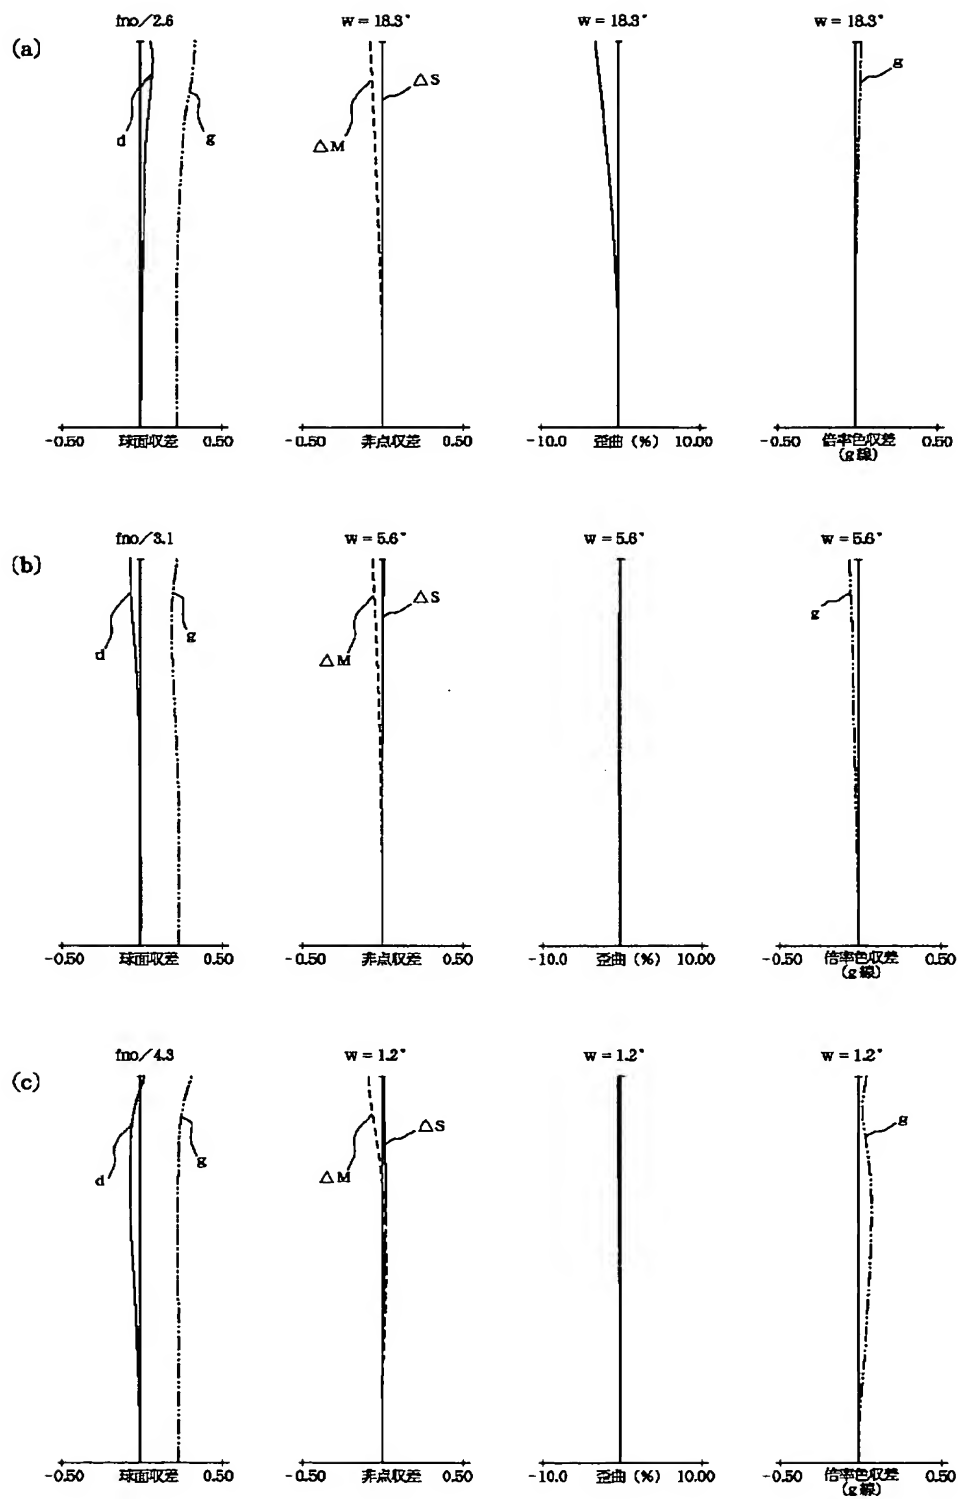 (a)
fno/2.6
w=18.3°
w=18.3°
w=18.3°
d
g
△M
△S
g
-0.50 球面収差 0.50
-0.50 非点収差 0.50
-10.0 歪曲(%) 10.00
-0.50 倍率色収差 0.50
(g線)
(b)
fno/3.1
w=5.6°
w=5.6°
w=5.6°
d
g
△M
△S
g
-0.50 球面収差 0.50
-0.50 非点収差 0.50
-10.0 歪曲(%) 10.00
-0.50 倍率色収差 0.50
(g線)
(c)
fno/4.3
w=1.2°
w=1.2°
w=1.2°
d
g
△M
△S
g
-0.50 球面収差 0.50
-0.50 非点収差 0.50
-10.0 歪曲(%) 10.00
-0.50 倍率色収差 0.50
(g線)